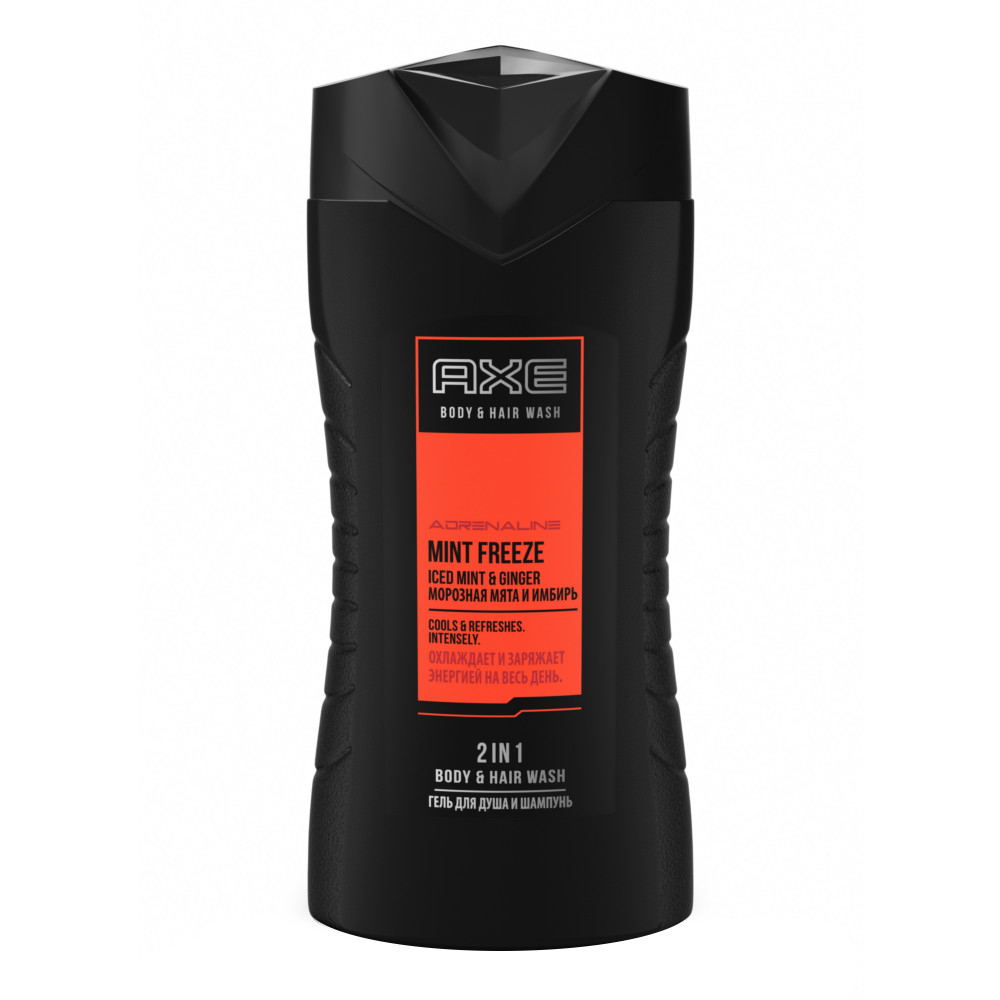 AXE
BODY & HAIR WASH
ADRENALINE
MINT FREEZE
ICED MINT & GINGER
МОРОЗНАЯ МЯТА И ИМБИРЬ
COOLS & REFRESHES.
INTENSELY.
ОХЛАЖДАЕТ И ЗАРЯЖАЕТ
ЭНЕРГИЕЙ НА ВЕСЬ ДЕНЬ.
2 IN 1
BODY & HAIR WASH
ГЕЛЬ ДЛЯ ДУША И ШАМПУНЬ